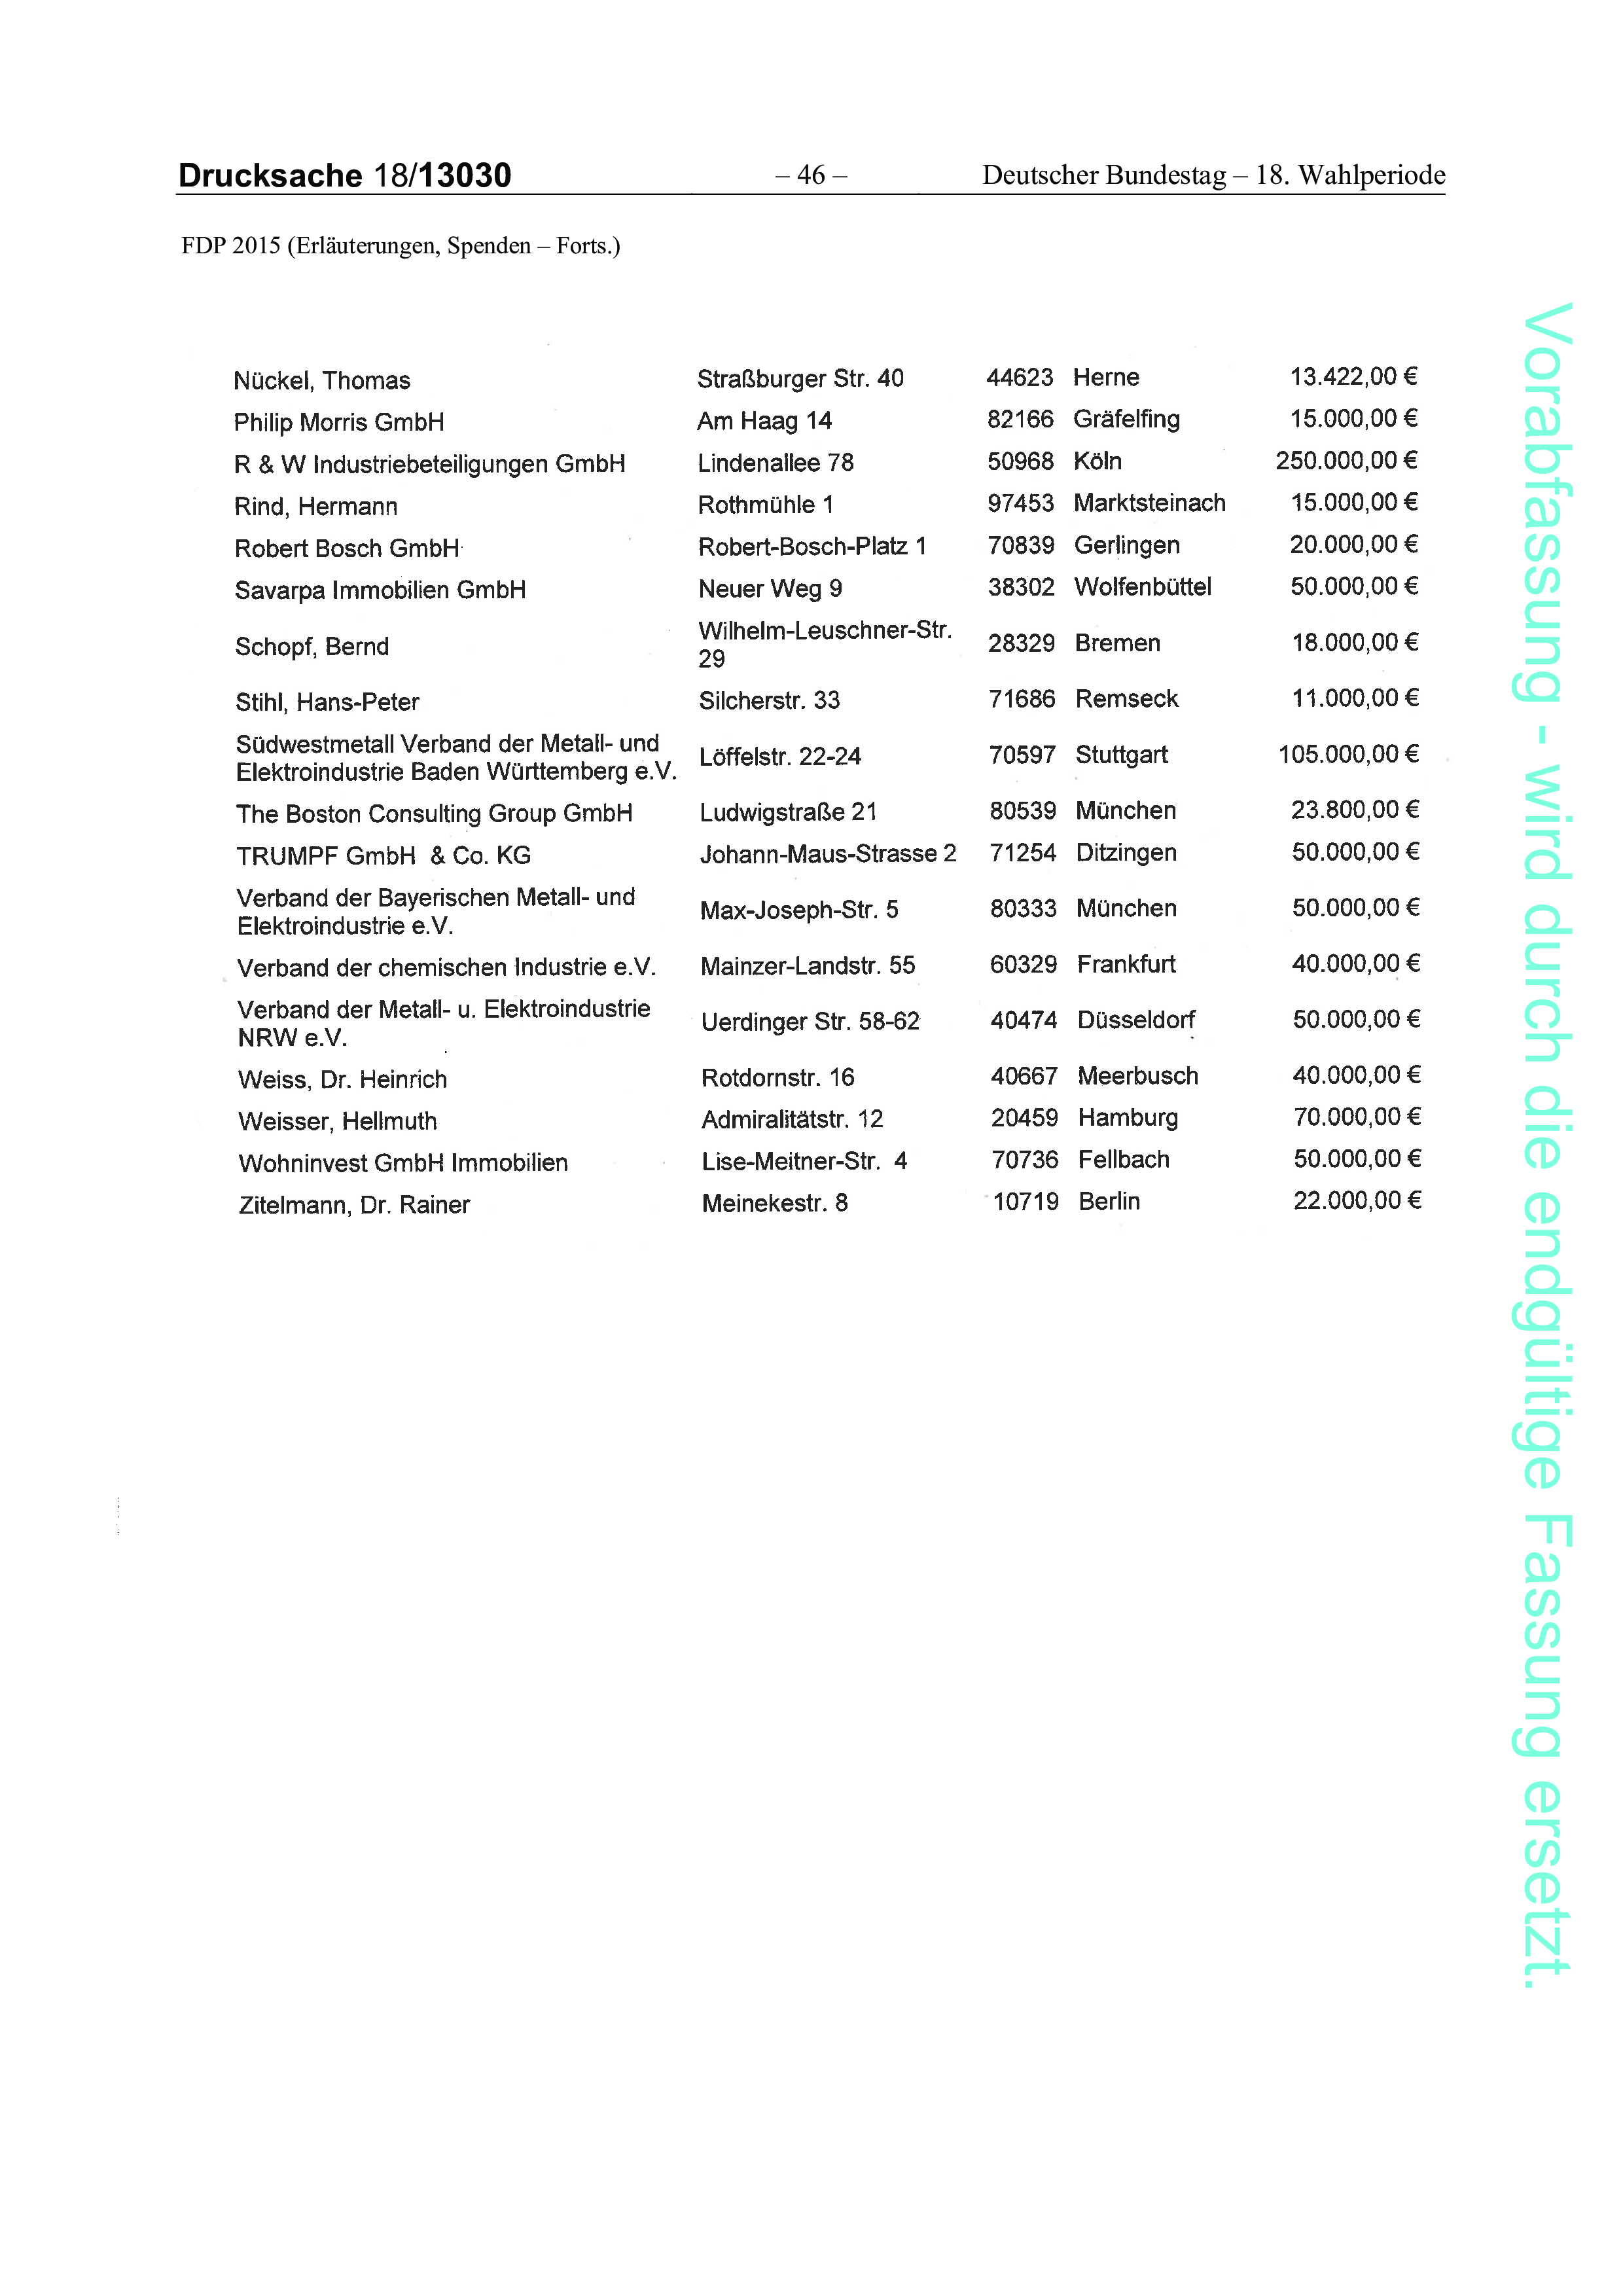 Drucksache 18/13030 – 46 – Deutscher Bundestag – 18. Wahlperiode
FDP 2015 (Erläuterungen, Spenden – Forts.)
Nückel, Thomas Straßburger Str. 40 44623 Herne 13.422,00 €
Philip Morris GmbH Am Haag 14 82166 Gräfelfing 15.000,00 €
R & W Industriebeteiligungen GmbH Lindenallee 78 50968 Köln 250.000,00 €
Rind, Hermann Rothmühle 1 97453 Marktsteinach 15.000,00 €
Robert Bosch GmbH Robert-Bosch-Platz 1 70839 Gerlingen 20.000,00 €
Savarpa Immobilien GmbH Neuer Weg 9 38302 Wolfenbüttel 50.000,00 €
Schopf, Bernd Wilhelm-Leuschner-Str. 28329 Bremen 18.000,00 €
29
Stihl, Hans-Peter Silcherstr. 33 71686 Remseck 11.000,00 €
Südwestmetall Verband der Metall- und
Elektroindustrie Baden Württemberg e.V. Löffelstr. 22-24 70597 Stuttgart 105.000,00 €
The Boston Consulting Group GmbH Ludwigstraße 21 80539 München 23.800,00 €
TRUMPF GmbH & Co. KG Johann-Maus-Strasse 2 71254 Ditzingen 50.000,00 €
Verband der Bayerischen Metall- und
Elektroindustrie e.V. Max-Joseph-Str. 5 80333 München 50.000,00 €
Verband der chemischen Industrie e.V. Mainzer-Landstr. 55 60329 Frankfurt 40.000,00 €
Verband der Metall- u. Elektroindustrie
NRW e.V. Uerdinger Str. 58-62 40474 Düsseldorf 50.000,00 €
Weiss, Dr. Heinrich Rotdornstr. 16 40667 Meerbusch 40.000,00 €
Weisser, Hellmuth Admiralitätstr. 12 20459 Hamburg 70.000,00 €
Wohninvest GmbH Immobilien Lise-Meitner-Str. 4 70736 Fellbach 50.000,00 €
Zitelmann, Dr. Rainer Meinekestr. 8 10719 Berlin 22.000,00 €
Vorabfassung - wird durch die endgültige Fassung ersetzt.